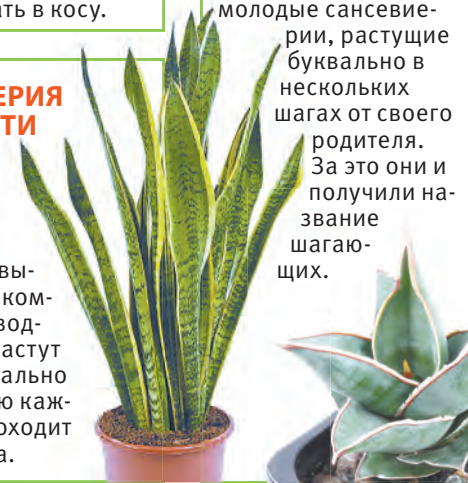 ать в косу.
ЕРИЯ
ТИ
вы-
ком-
вод-
астут
ально
ю каж-
оходит
а.
молодые сансевие-
рии, растущие
буквально в
нескольких
шагах от своего
родителя.
За это они и
получили на-
звание
шагаю-
щих.